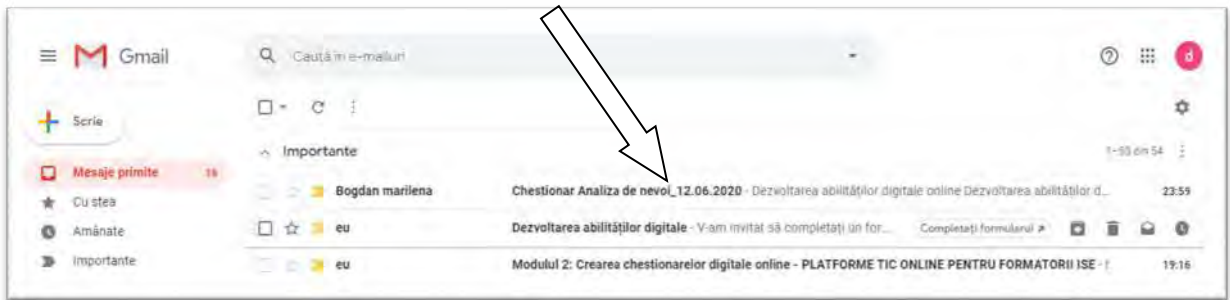 Gmail
Caută în e-mailuri
d
Scrie
Importante
1–53 din 54
Mesaje primite
Bogdan marilena Chestionar Analiza de nevoi_12.06.2020 - Dezvoltarea abilităților digitale online Dezvoltarea abilităților d... 23:59
Cu stea
eu Dezvoltarea abilităților digitale - V-am invitat să completați un for... Completați formularul
Amânate
Importante
eu Modulul 2: Crearea chestionarelor digitale online - PLATFORME TIC ONLINE PENTRU FORMATORII ISE - 19:16